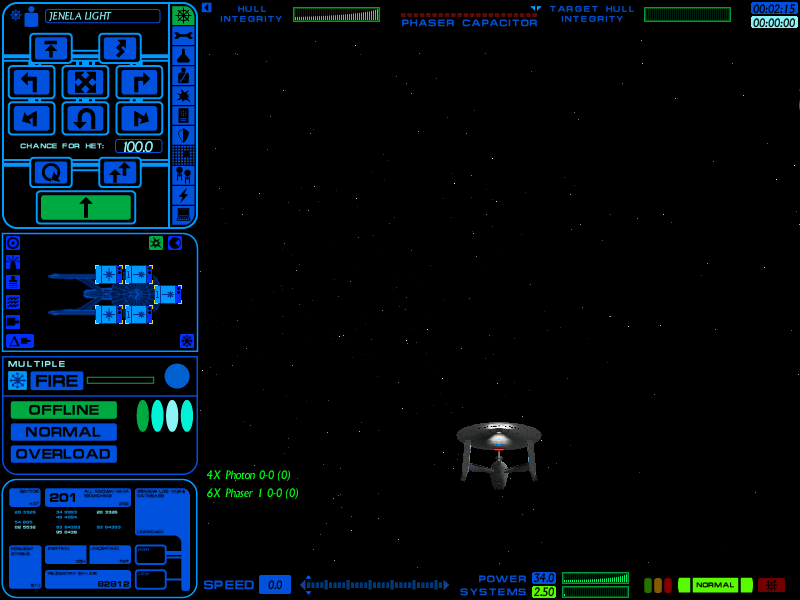 JENELA LIGHT
HULL INTEGRITY
PHASER CAPACITOR
TARGET HULL INTEGRITY
00:02:15
00:00:00
CHANCE FOR HET: 100.0
MULTIPLE
FIRE
OFFLINE
NORMAL
OVERLOAD
4X Photon 0-0 (0)
6X Phaser 1 0-0 (0)
201
82812
SPEED 0.0
POWER 34.0
SYSTEMS 2.50
NORMAL